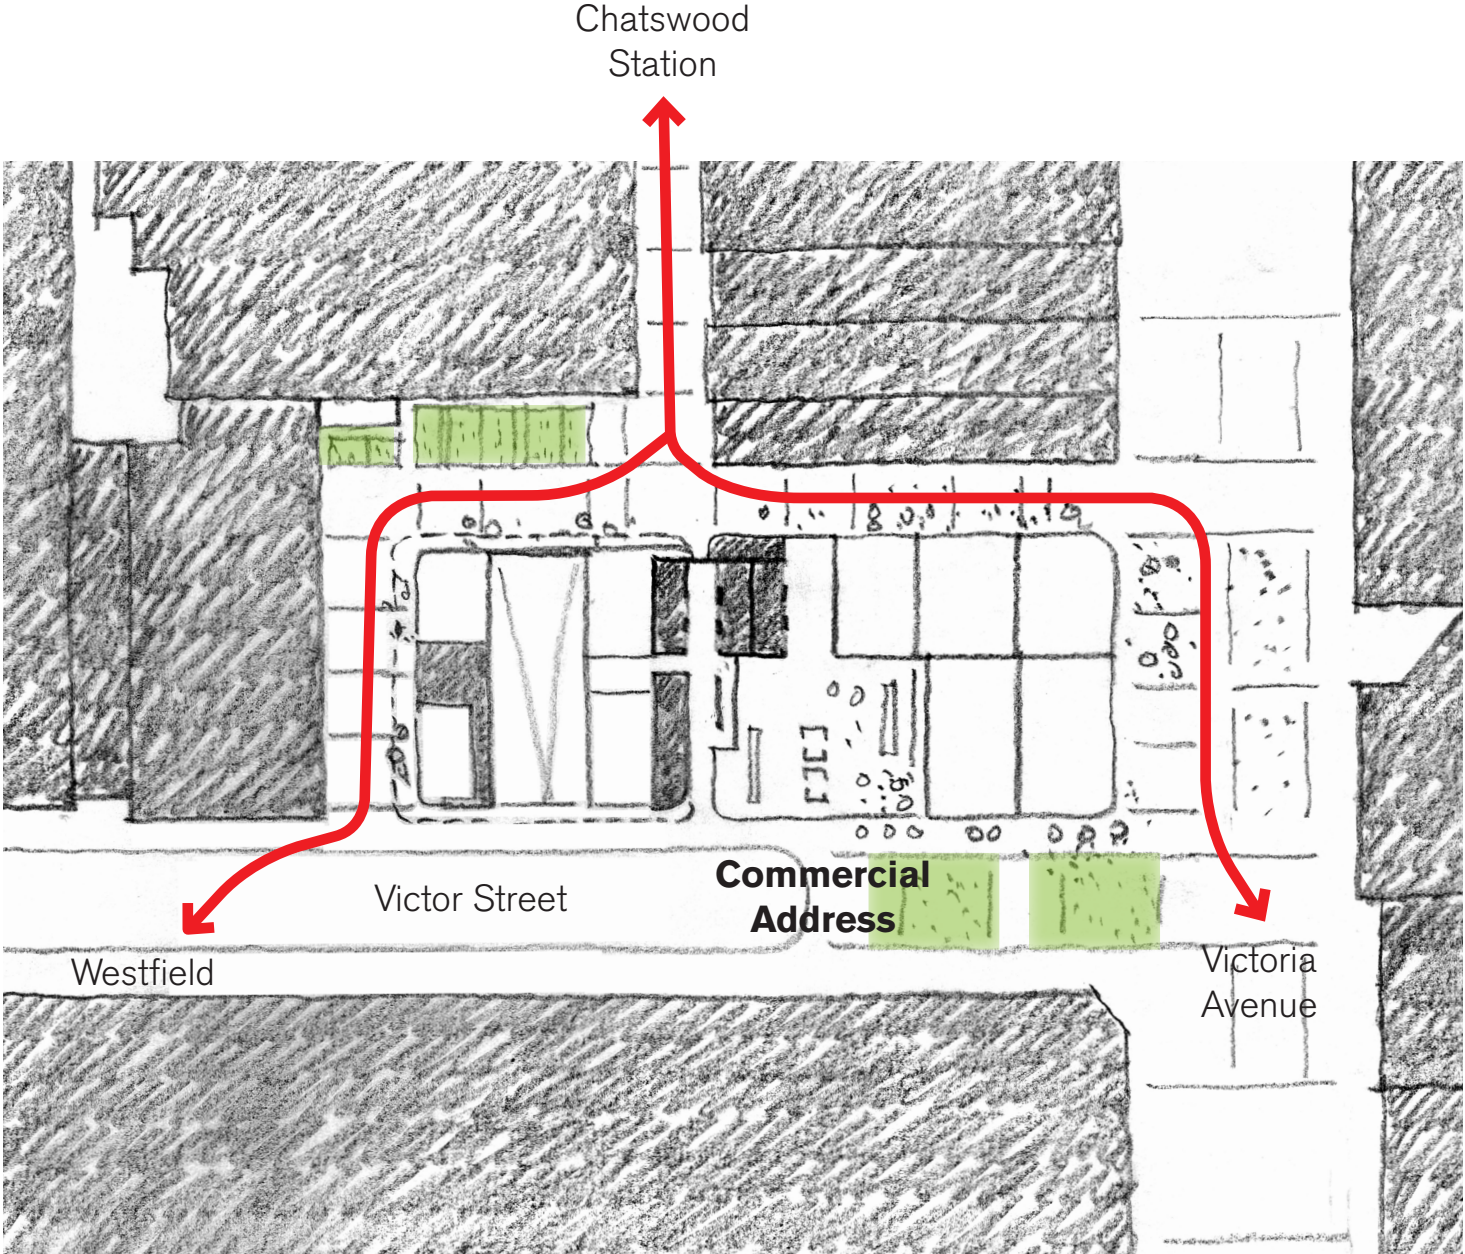 Chatswood
Station
Commercial
Address
Victor Street
Westfield
Victoria
Avenue